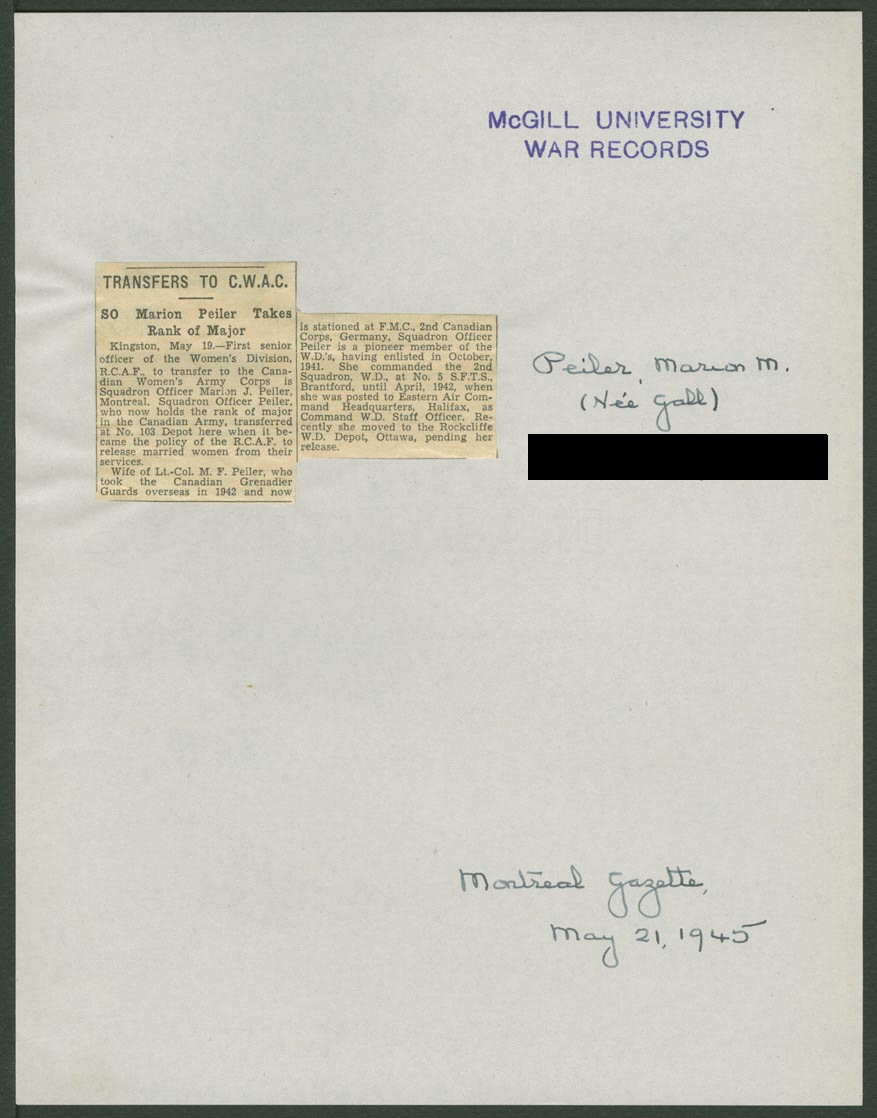 McGILL UNIVERSITY
WAR RECORDS
TRANSFERS TO C.W.A.C.
SO Marion Peiler Takes
Rank of Major
Kingston, May 19.—First senior
officer of the Women's Division,
R.C.A.F., to transfer to the Cana-
dian Women's Army Corps is
Squadron Officer Marion J. Peiler,
Montreal. Squadron Officer Peiler,
who now holds the rank of major
in the Canadian Army, transferred
at No. 103 Depot here when it be-
came the policy of the R.C.A.F. to
release married women from their
services.
Wife of Lt.-Col. M. F. Peiler, who
took the Canadian Grenadier
Guards overseas in 1942 and now
is stationed at F.M.C., 2nd Canadian
Corps, Germany, Squadron Officer
Peiler is a pioneer member of the
W.D.'s, having enlisted in October,
1941. She commanded the 2nd
Squadron, W.D., at No. 5 S.F.T.S.,
Brantford, until April, 1942, when
she was posted to Eastern Air Com-
mand Headquarters, Halifax, as
Command W.D. Staff Officer. Re-
cently she moved to the Rockcliffe
W.D. Depot, Ottawa, pending her
release.
Peiler, Marion M.
(Née Gall)
Montreal Gazette,
May 21, 1945